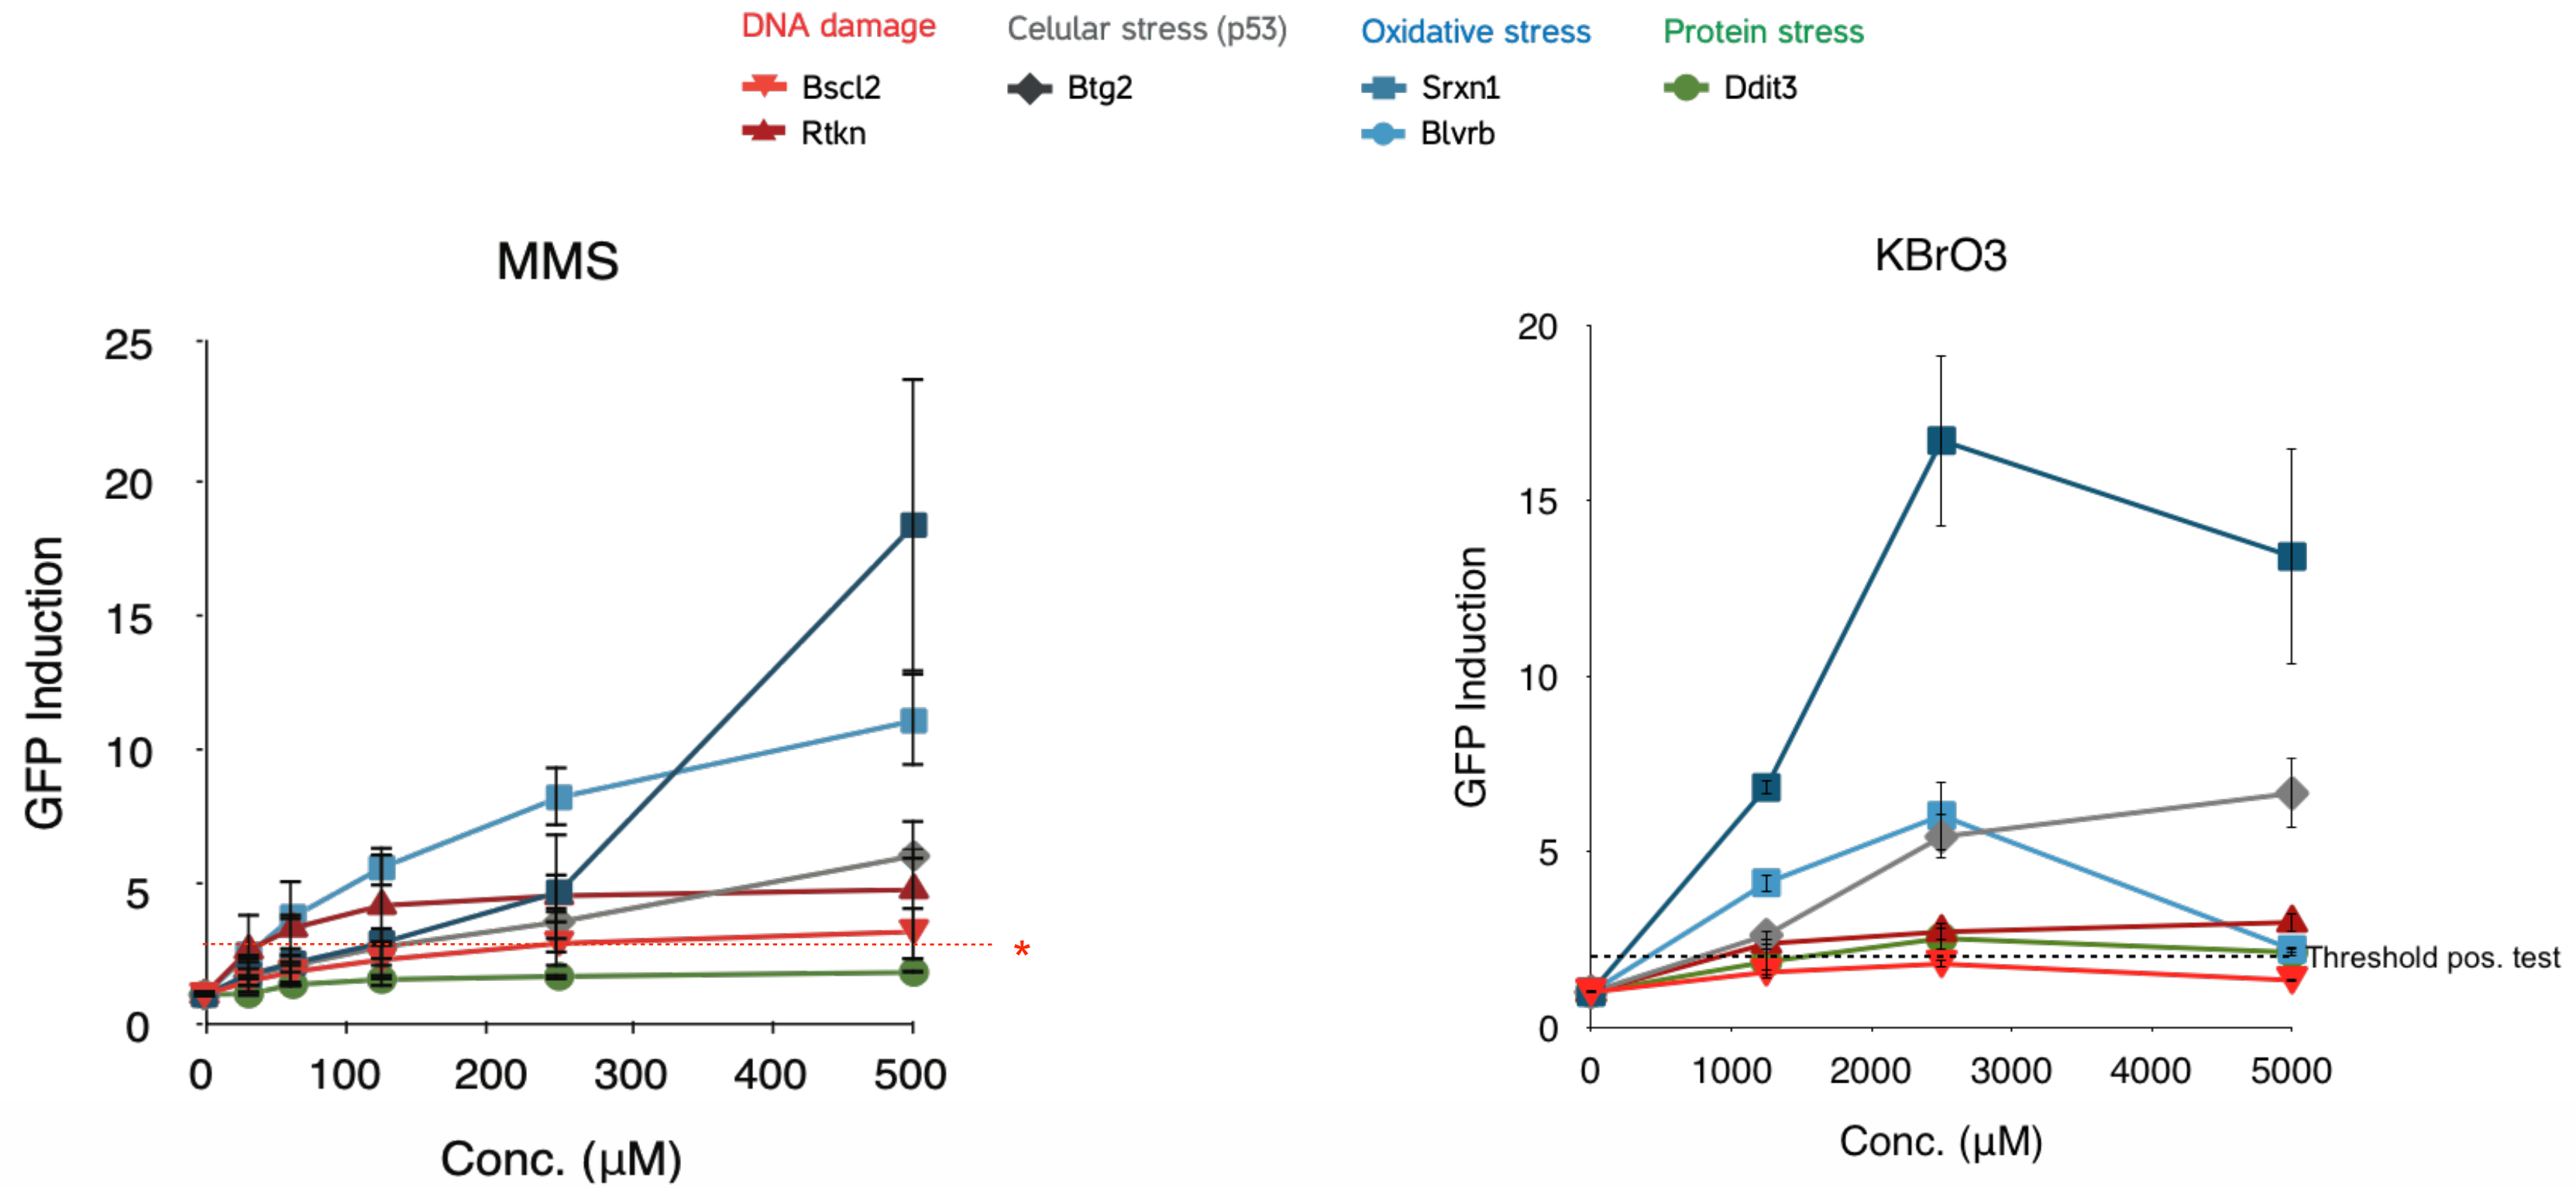 DNA damage
Bscl2
Rtkn
Celular stress (p53)
Btg2
Oxidative stress
Srxn1
Blvrb
Protein stress
Ddit3
MMS
GFP Induction
25
20
15
10
5
0
0 100 200 300 400 500
Conc. (μM)
*
KBrO3
GFP Induction
20
15
10
5
0
Threshold pos. test
0 1000 2000 3000 4000 5000
Conc. (μM)